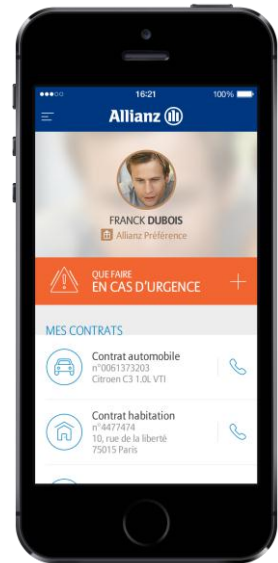 16:21
100%
Allianz
FRANCK DUBOIS
Allianz Préférence
QUE FAIRE
EN CAS D'URGENCE
MES CONTRATS
Contrat automobile
n°0061373203
Citroen C3 1.0L VTI
Contrat habitation
n°4477474
10, rue de la liberté
75015 Paris